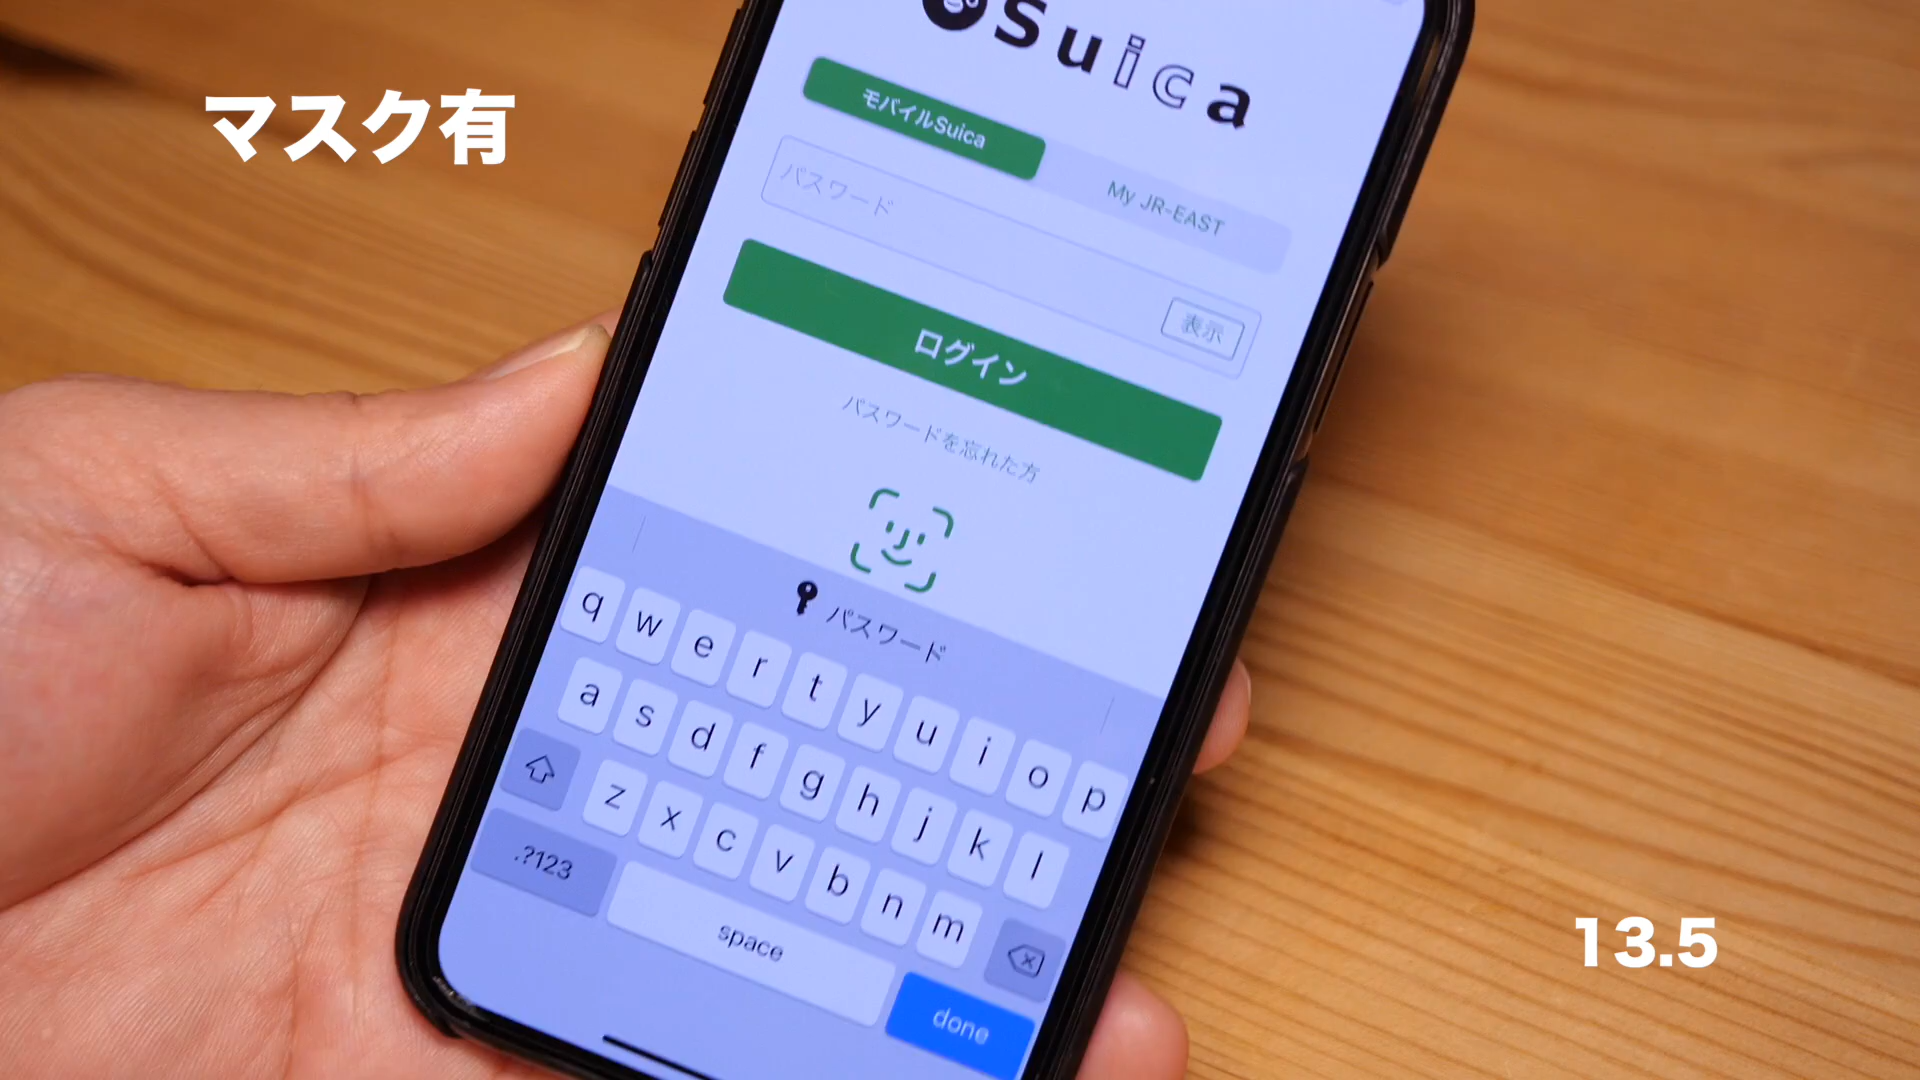 マスク有
Suica
モバイルSuica
My JR-EAST
パスワード
表示
ログイン
パスワードを忘れた方
パスワード
q w e r t y u i o p
a s d f g h j k l
z x c v b n m
.?123
space
done
13.5